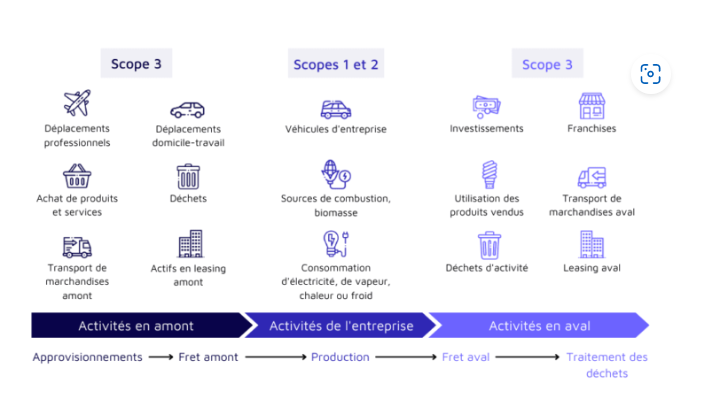 Scope 3
Scopes 1 et 2
Scope 3
Déplacements
professionnels
Déplacements
domicile-travail
Véhicules d'entreprise
Investissements
Franchises
Achat de produits
et services
Déchets
Sources de combustion,
biomasse
Utilisation des
produits vendus
Transport de
marchandises aval
Transport de
marchandises
amont
Actifs en leasing
amont
Consommation
d'électricité, de vapeur,
chaleur ou froid
Déchets d'activité
Leasing aval
Activités en amont
Activités de l'entreprise
Activités en aval
Approvisionnements
Fret amont
Production
Fret aval
Traitement des
déchets